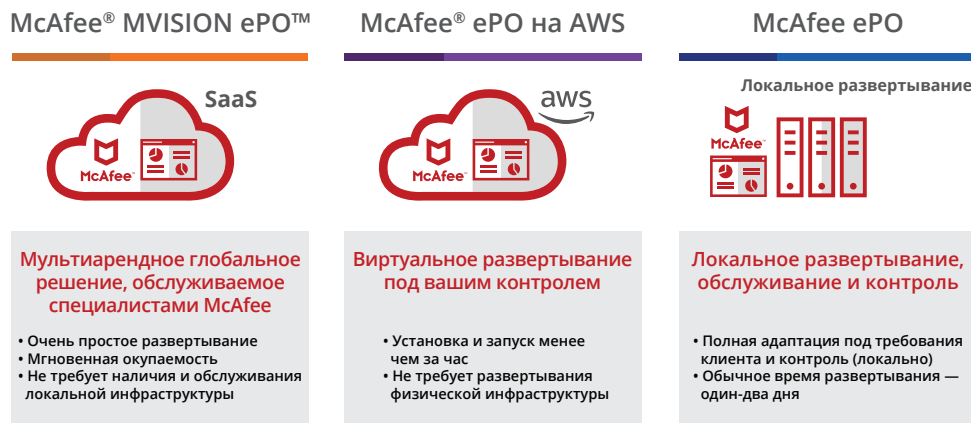 McAfee® MVISION ePO™
SaaS
McAfee™
Мультиарендное глобальное
решение, обслуживаемое
специалистами McAfee
• Очень простое развертывание
• Мгновенная окупаемость
• Не требует наличия и обслуживания
локальной инфраструктуры
McAfee® ePO на AWS
aws
McAfee™
Виртуальное развертывание
под вашим контролем
• Установка и запуск менее
чем за час
• Не требует развертывания
физической инфраструктуры
McAfee ePO
Локальное развертывание
McAfee™
Локальное развертывание,
обслуживание и контроль
• Полная адаптация под требования
клиента и контроль (локально)
• Обычное время развертывания —
один-два дня